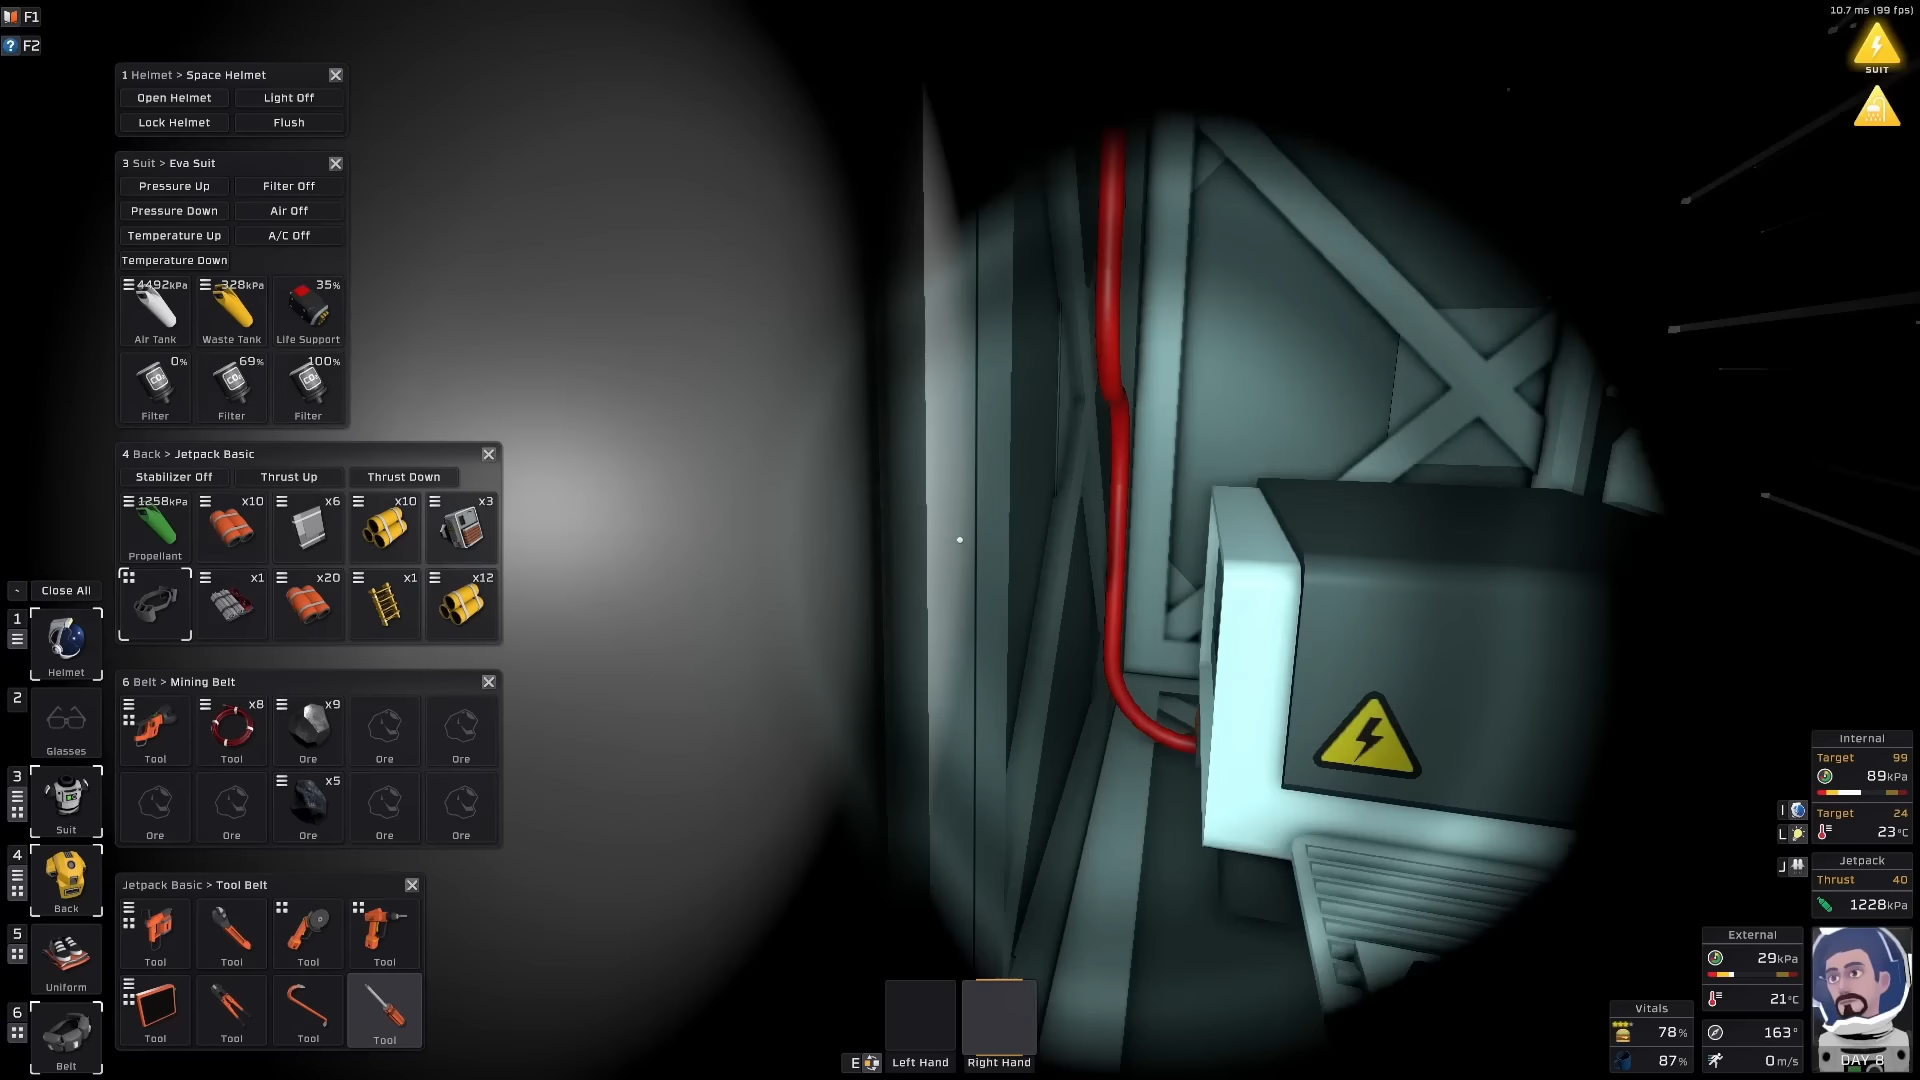 F1
F2
10.7 ms (99 fps)
SUIT
1 Helmet > Space Helmet
Open Helmet
Light Off
Lock Helmet
Flush
3 Suit > Eva Suit
Pressure Up
Filter Off
Pressure Down
Air Off
Temperature Up
A/C Off
Temperature Down
4492kPa
328kPa
35%
Air Tank
Waste Tank
Life Support
0%
69%
100%
CO₂
CO₂
CO₂
Filter
Filter
Filter
4 Back > Jetpack Basic
Stabilizer Off
Thrust Up
Thrust Down
1258kPa
x10
x6
x10
x3
Propellant
x1
x20
x1
x12
~
Close All
1
Helmet
2
Glasses
3
Suit
4
Back
5
Uniform
6
Belt
6 Belt > Mining Belt
x8
x9
Tool
Tool
Ore
Ore
Ore
x5
Ore
Ore
Ore
Ore
Ore
Jetpack Basic > Tool Belt
Tool
Tool
Tool
Tool
Tool
Tool
Tool
Tool
E
Left Hand
Right Hand
Internal
Target 99
89kPa
Target 24
23°C
I
L
J
Jetpack
Thrust 40
1228kPa
External
29kPa
21°C
Vitals
78%
87%
163°
0m/s
DAY 8